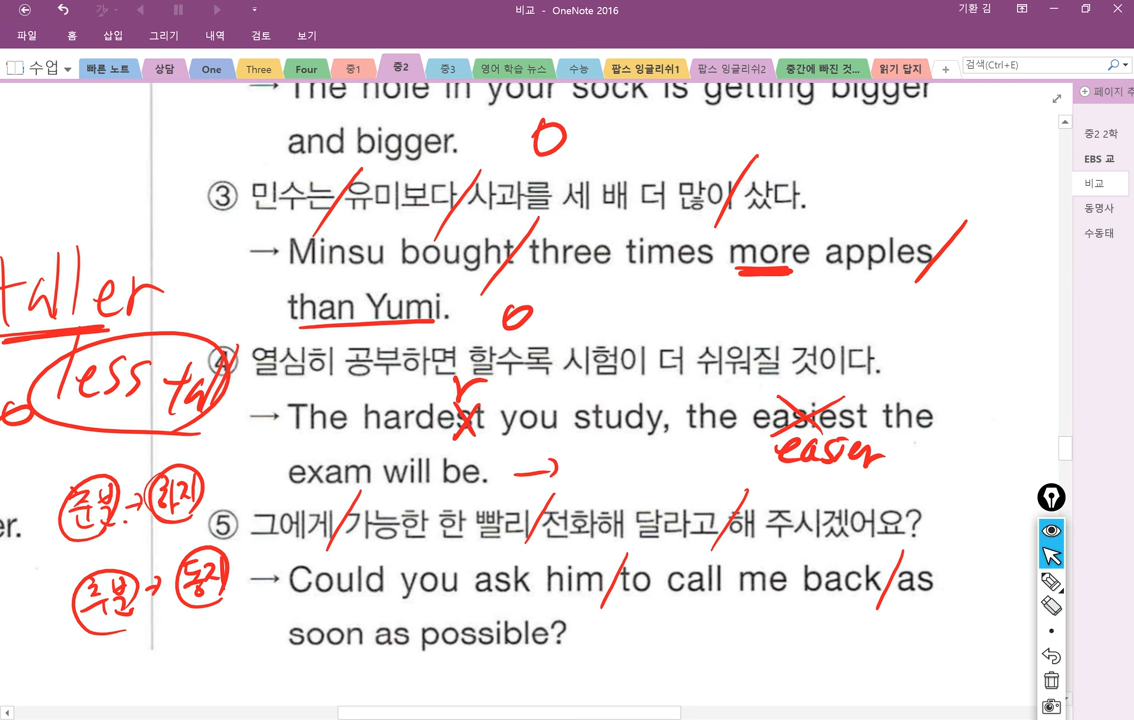 비교 - OneNote 2016
기환 김
파일 홈 삽입 그리기 내역 검토 보기
수업 빠른 노트 상담 One Three Four 중1 중2 중3 영어 학습 뉴스 수능 팝스 잉글리쉬1 팝스 잉글리쉬2 중간에 빠진 것... 읽기 답지 + 검색(Ctrl+E)
페이지 추
중2 2학
EBS 교
비교
동명사
수동태
→ The hole in your sock is getting bigger
and bigger. O
③ 민수는 유미보다 사과를 세 배 더 많이 샀다.
→ Minsu bought three times more apples
than Yumi. O
taller
less tall
④ 열심히 공부하면 할수록 시험이 더 쉬워질 것이다.
r
→ The hardest you study, the easiest the
easier
exam will be. →
준불 → 하지
⑤ 그에게 가능한 한 빨리 전화해 달라고 해 주시겠어요?
er.
→ Could you ask him to call me back as
추불 → 동지
soon as possible?